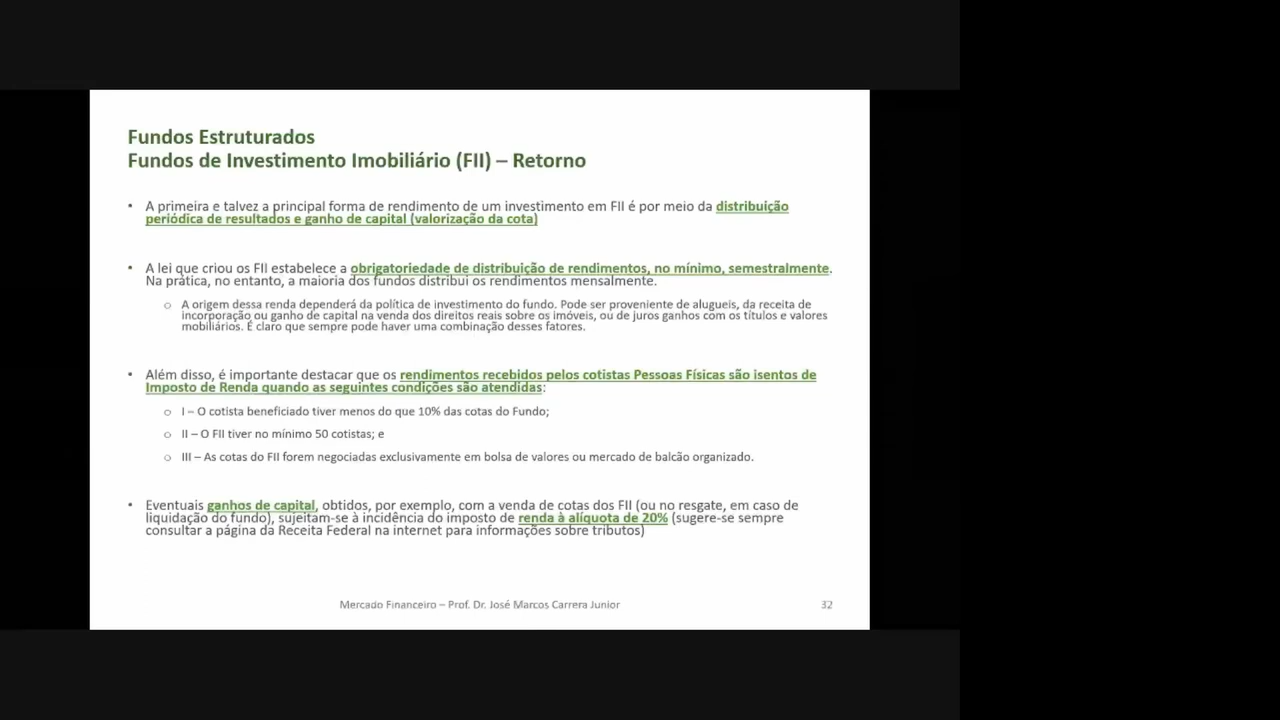 Fundos Estruturados
Fundos de Investimento Imobiliário (FII) – Retorno
• A primeira e talvez a principal forma de rendimento de um investimento em FII é por meio da distribuição
periódica de resultados e ganho de capital (valorização da cota)
• A lei que criou os FII estabelece a obrigatoriedade de distribuição de rendimentos, no mínimo, semestralmente.
Na prática, no entanto, a maioria dos fundos distribui os rendimentos mensalmente.
○ A origem dessa renda dependerá da política de investimento do fundo. Pode ser proveniente de alugueis, da receita de
incorporação ou ganho de capital na venda dos direitos reais sobre os imóveis, ou de juros ganhos com os títulos e valores
mobiliários. É claro que sempre pode haver uma combinação desses fatores.
• Além disso, é importante destacar que os rendimentos recebidos pelos cotistas Pessoas Físicas são isentos de
Imposto de Renda quando as seguintes condições são atendidas:
○ I – O cotista beneficiado tiver menos do que 10% das cotas do Fundo;
○ II – O FII tiver no mínimo 50 cotistas; e
○ III – As cotas do FII forem negociadas exclusivamente em bolsa de valores ou mercado de balcão organizado.
• Eventuais ganhos de capital, obtidos, por exemplo, com a venda de cotas dos FII (ou no resgate, em caso de
liquidação do fundo), sujeitam-se à incidência do imposto de renda à alíquota de 20% (sugere-se sempre
consultar a página da Receita Federal na internet para informações sobre tributos)
Mercado Financeiro – Prof. Dr. José Marcos Carrera Junior
32